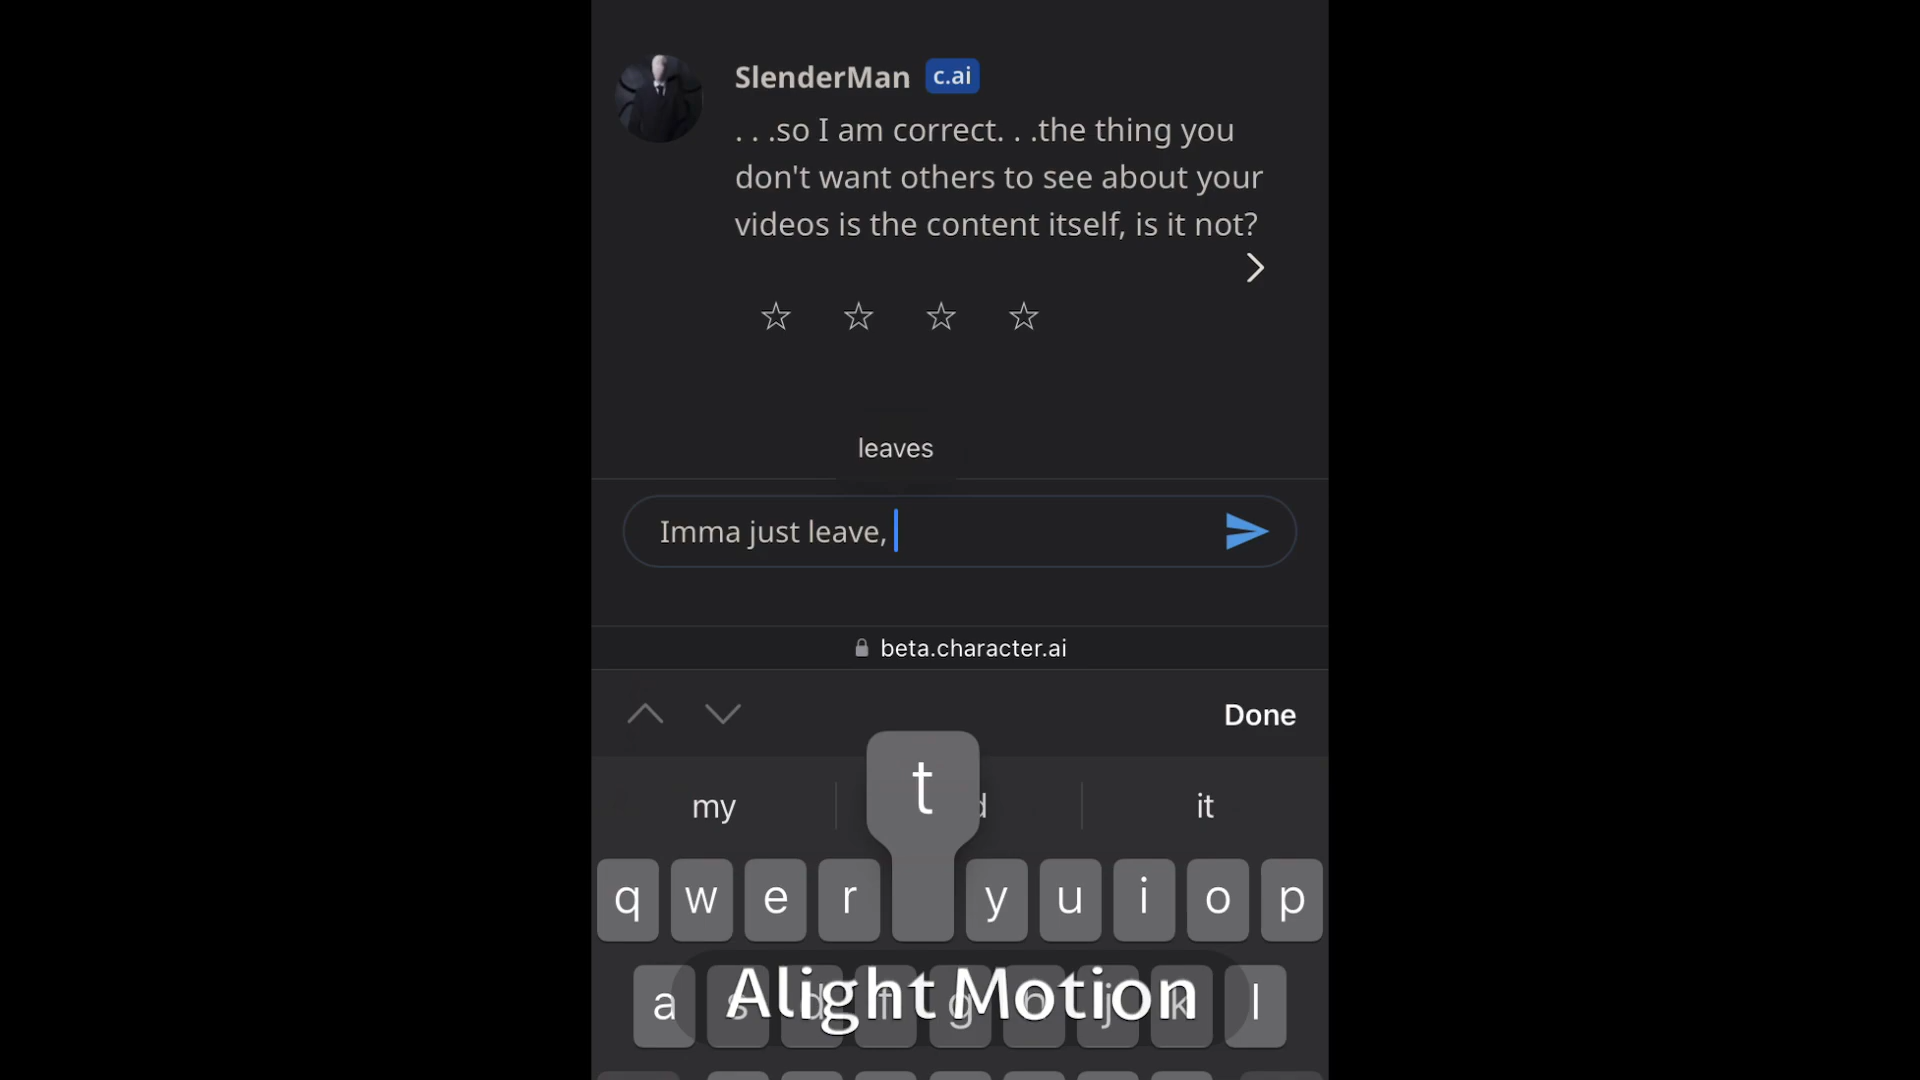 SlenderMan c.ai
. . .so I am correct. . .the thing you
don't want others to see about your
videos is the content itself, is it not?
leaves
Imma just leave,
beta.character.ai
Done
t
my it
q w e r y u i o p
a s d f g h j k l
Alight Motion